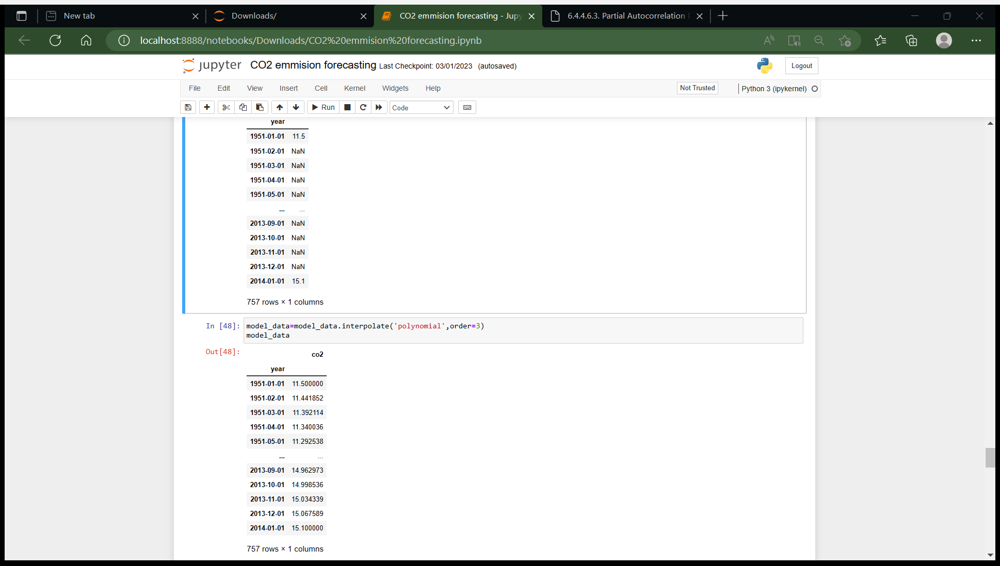 New tab
Downloads/
CO2 emmision forecasting - Jupy
6.4.4.6.3. Partial Autocorrelation
localhost:8888/notebooks/Downloads/CO2%20emmision%20forecasting.ipynb
jupyter CO2 emmision forecasting Last Checkpoint: 03/01/2023 (autosaved)
Logout
File Edit View Insert Cell Kernel Widgets Help
Not Trusted
Python 3 (ipykernel)
Run
Code
year
1951-01-01 11.5
1951-02-01 NaN
1951-03-01 NaN
1951-04-01 NaN
1951-05-01 NaN
... ...
2013-09-01 NaN
2013-10-01 NaN
2013-11-01 NaN
2013-12-01 NaN
2014-01-01 15.1
757 rows × 1 columns
In [48]: model_data=model_data.interpolate('polynomial',order=3)
model_data
Out[48]:
co2
year
1951-01-01 11.500000
1951-02-01 11.441852
1951-03-01 11.392114
1951-04-01 11.340036
1951-05-01 11.292538
... ...
2013-09-01 14.962973
2013-10-01 14.998536
2013-11-01 15.034339
2013-12-01 15.067589
2014-01-01 15.100000
757 rows × 1 columns